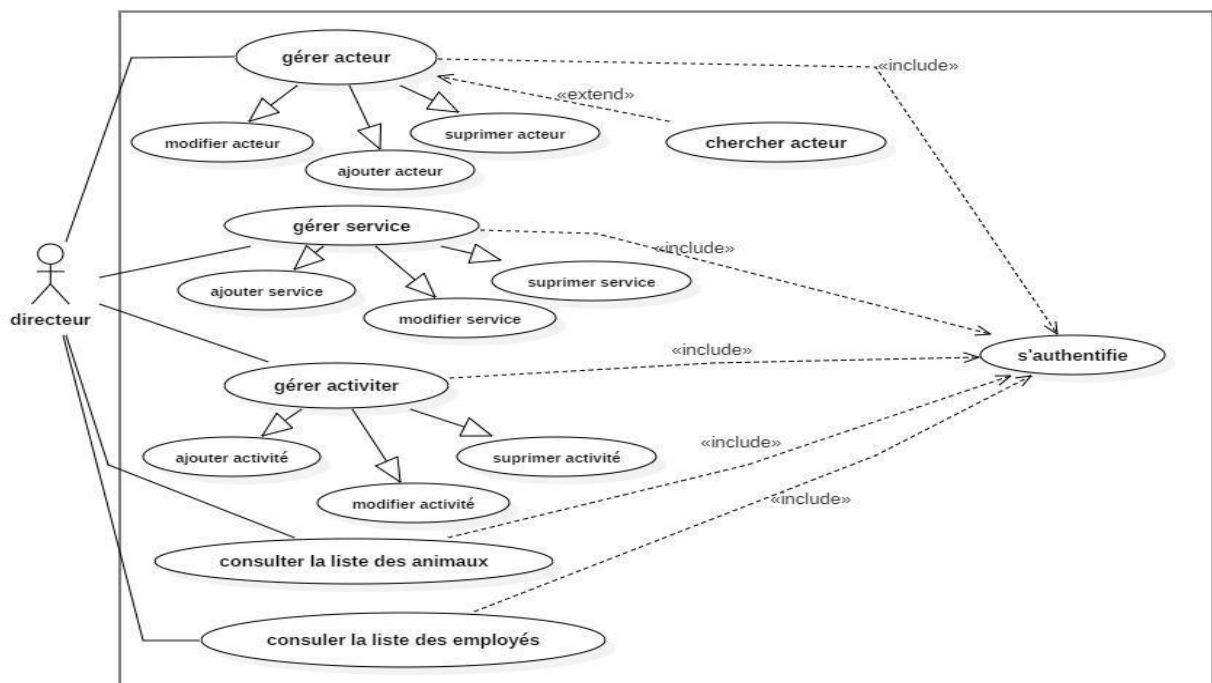 gérer acteur
«include»
«extend»
modifier acteur
suprimer acteur
chercher acteur
ajouter acteur
gérer service
«include»
ajouter service
suprimer service
modifier service
directeur
«include»
s'authentifie
gérer activiter
«include»
ajouter activité
suprimer activité
modifier activité
«include»
consulter la liste des animaux
consuler la liste des employés